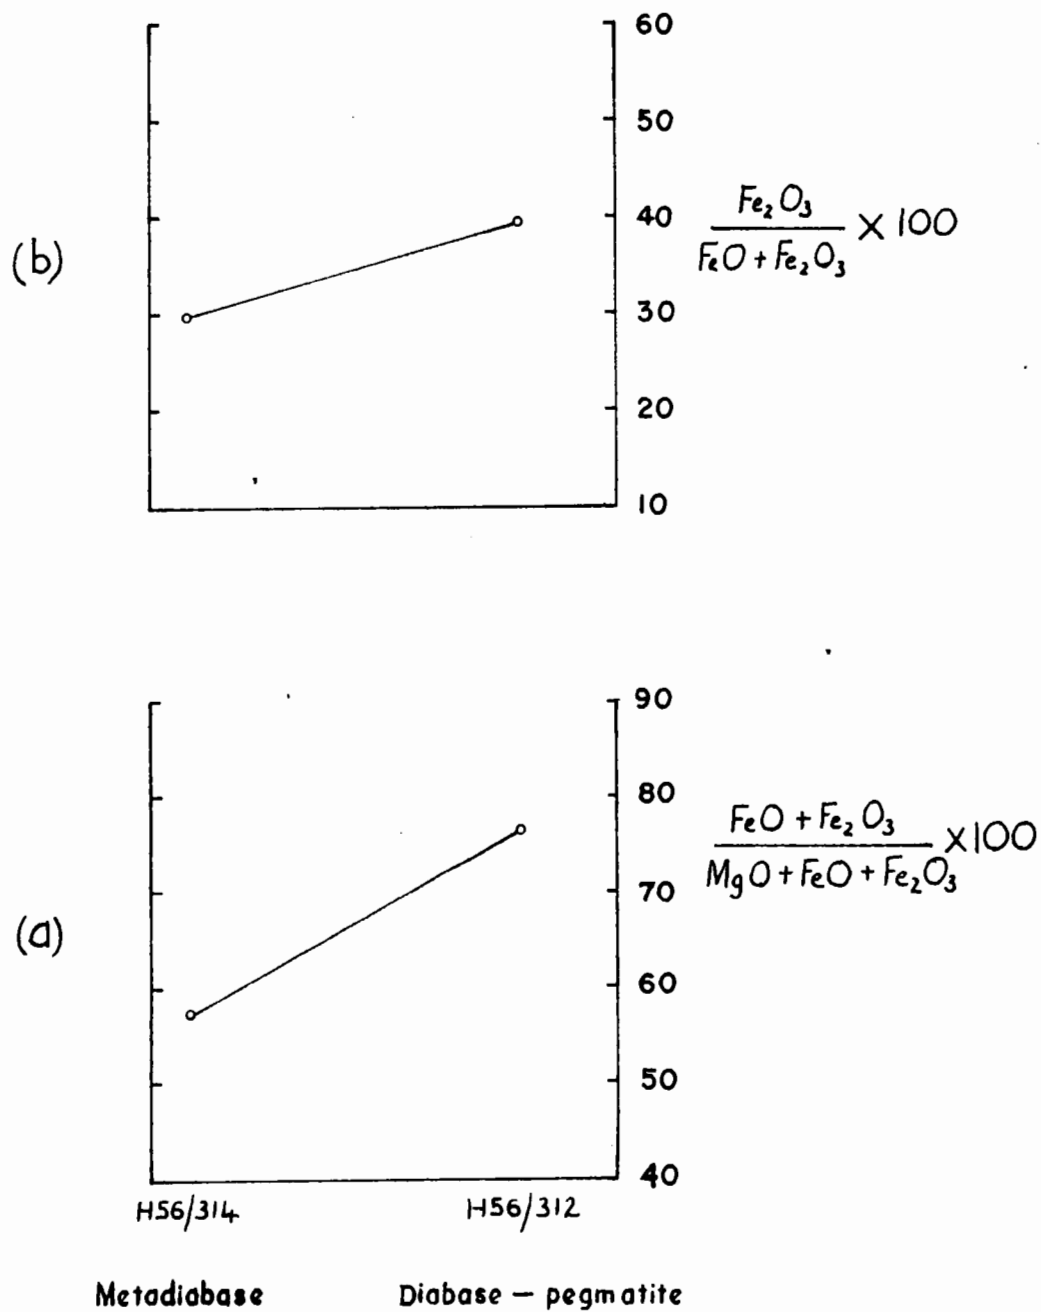 60
50
40
30
20
10
(b)
Fe₂O₃
FeO + Fe₂O₃
× 100
90
80
70
60
50
40
(a)
FeO + Fe₂O₃
MgO + FeO + Fe₂O₃
×100
H56/314 H56/312
Metadiabase Diabase — pegmatite